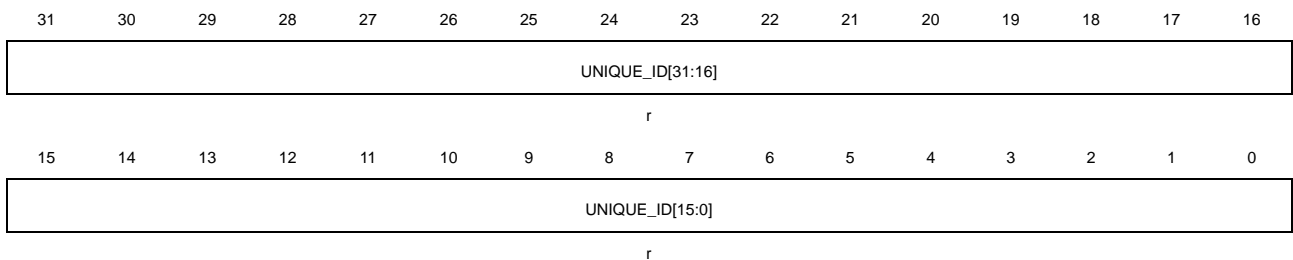 31 30 29 28 27 26 25 24 23 22 21 20 19 18 17 16
UNIQUE_ID[31:16]
r
15 14 13 12 11 10 9 8 7 6 5 4 3 2 1 0
UNIQUE_ID[15:0]
r